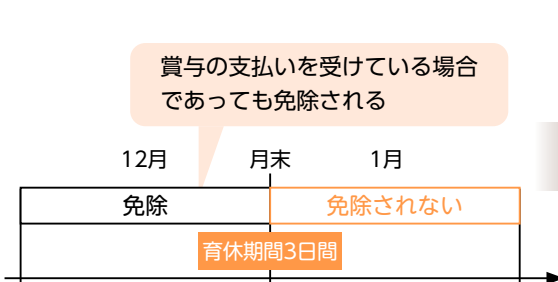 賞与の支払いを受けている場合
であっても免除される
12月 月末 1月
免除 免除されない
育休期間3日間